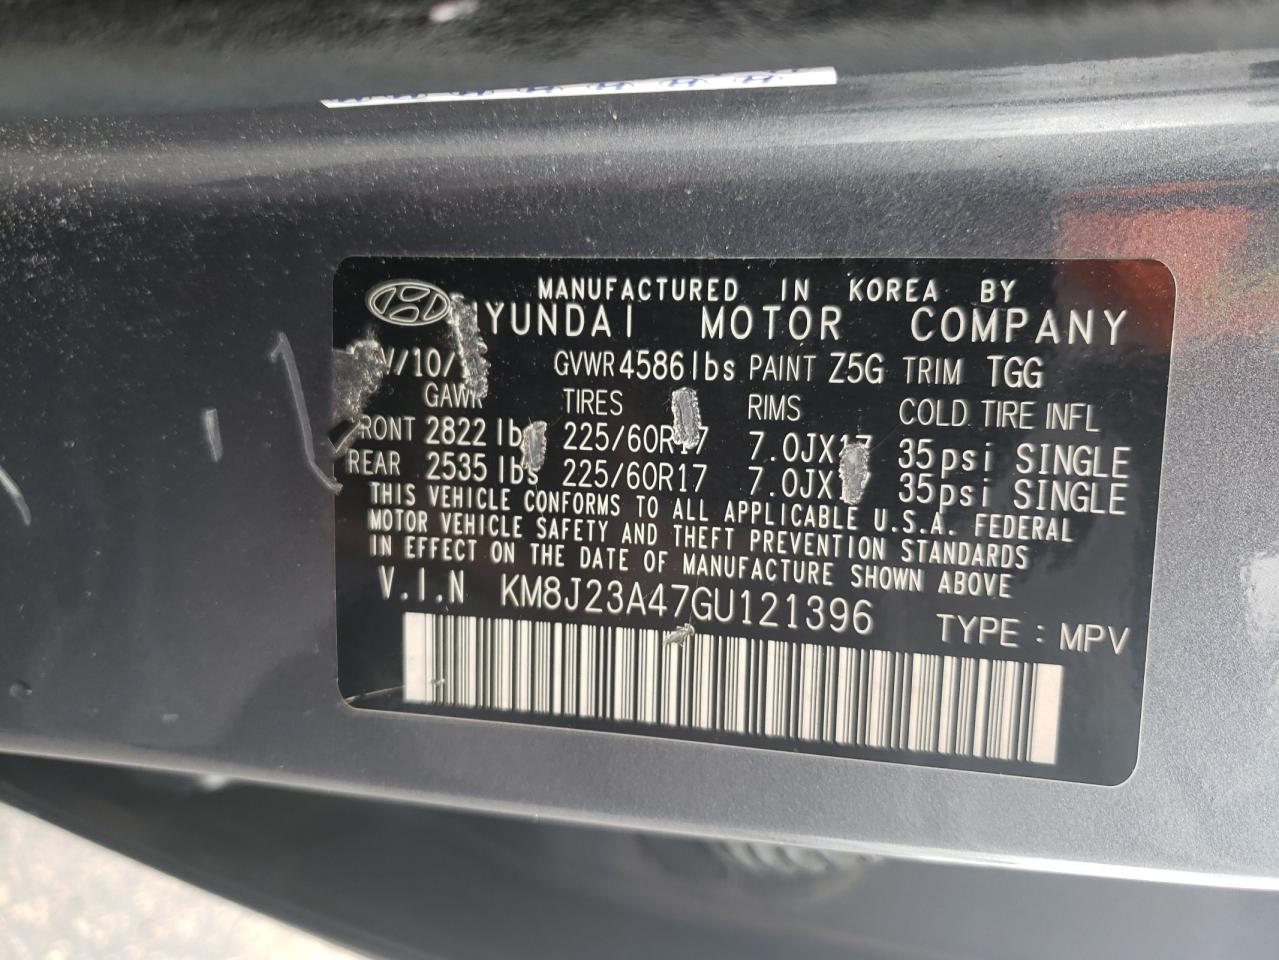 MANUFACTURED IN KOREA BY
YUNDAI MOTOR COMPANY
/10/ GVWR 4586 lbs PAINT Z5G TRIM TGG
GAWR TIRES RIMS COLD TIRE INFL
RONT 2822 lb 225/60R17 7.0JX17 35psi SINGLE
REAR 2535 lbs 225/60R17 7.0JX1 35psi SINGLE
THIS VEHICLE CONFORMS TO ALL APPLICABLE U.S.A. FEDERAL
MOTOR VEHICLE SAFETY AND THEFT PREVENTION STANDARDS
IN EFFECT ON THE DATE OF MANUFACTURE SHOWN ABOVE
V.I.N KM8J23A47GU121396 TYPE : MPV